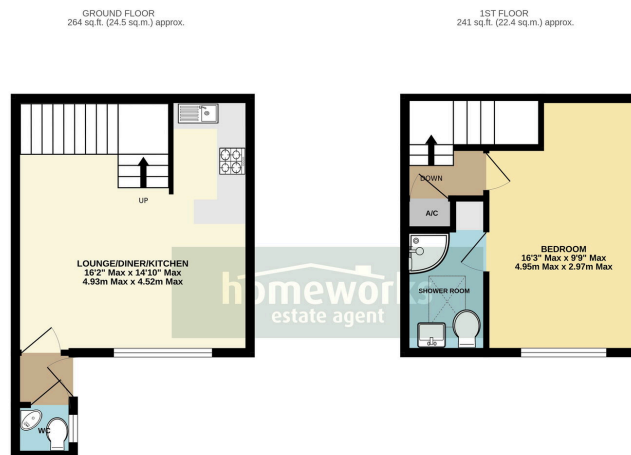 GROUND FLOOR
264 sq.ft. (24.5 sq.m.) approx.
1ST FLOOR
241 sq.ft. (22.4 sq.m.) approx.
UP
LOUNGE/DINER/KITCHEN
16'2" Max x 14'10" Max
4.93m Max x 4.52m Max
WC
DOWN
A/C
BEDROOM
16'3" Max x 9'9" Max
4.95m Max x 2.97m Max
SHOWER ROOM
homeworks
estate agent